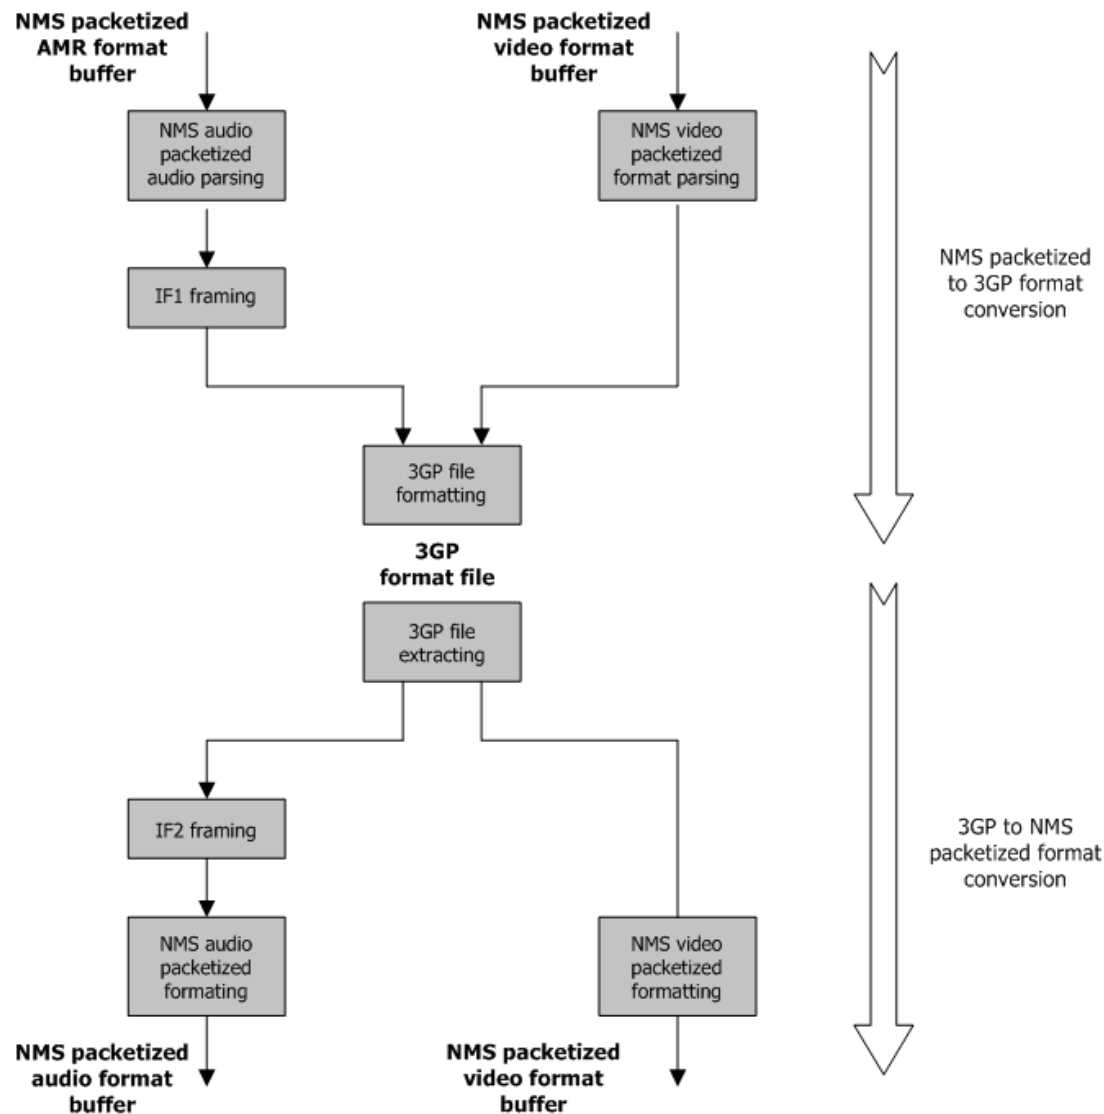 NMS packetized
AMR format
buffer
NMS packetized
video format
buffer
NMS audio
packetized
audio parsing
NMS video
packetized
format parsing
IF1 framing
NMS packetized
to 3GP format
conversion
3GP file
formatting
3GP
format file
3GP file
extracting
IF2 framing
3GP to NMS
packetized format
conversion
NMS audio
packetized
formating
NMS video
packetized
formatting
NMS packetized
audio format
buffer
NMS packetized
video format
buffer